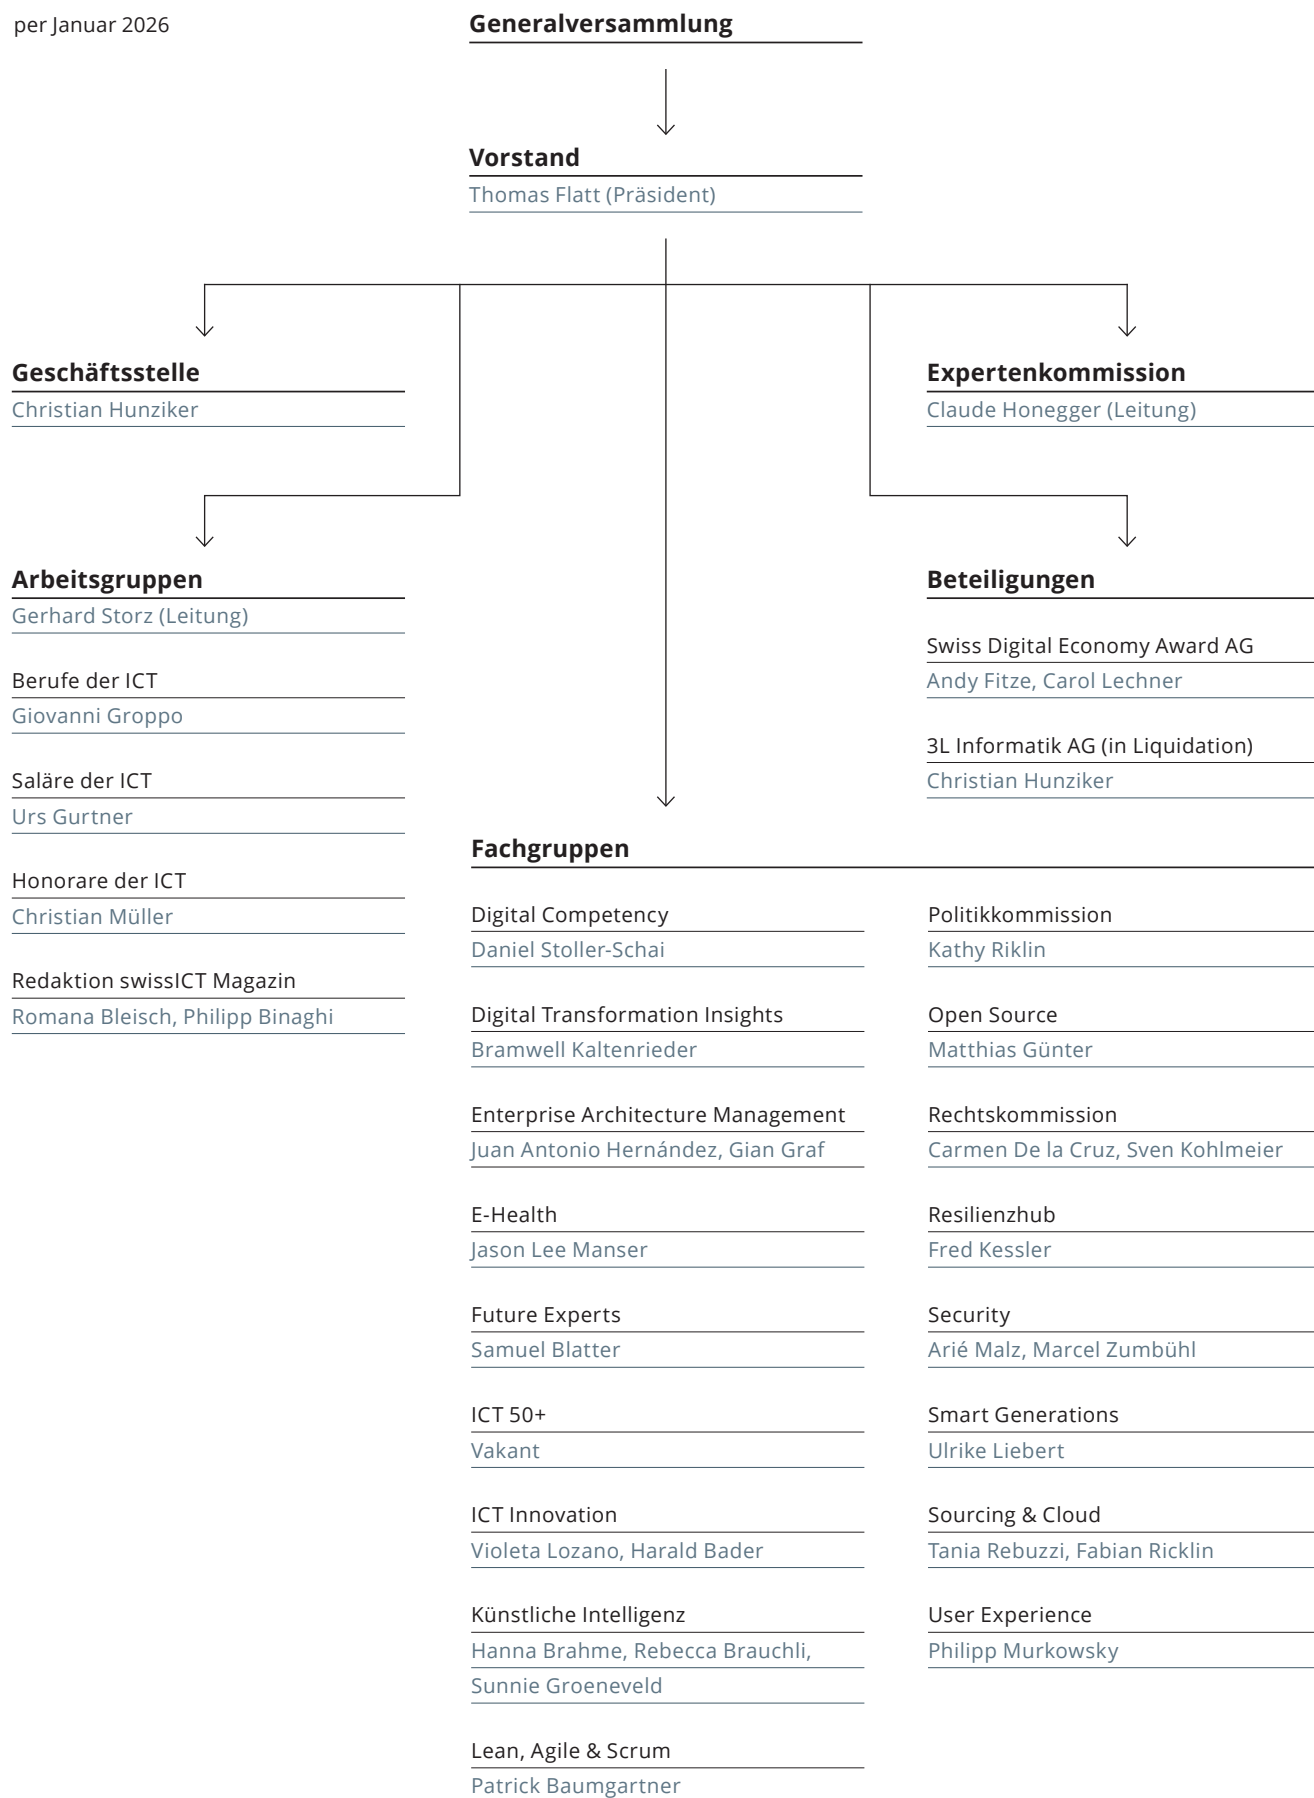 per Januar 2026
Generalversammlung
Vorstand
Thomas Flatt (Präsident)
Geschäftsstelle
Christian Hunziker
Expertenkommission
Claude Honegger (Leitung)
Arbeitsgruppen
Gerhard Storz (Leitung)
Berufe der ICT
Giovanni Groppo
Saläre der ICT
Urs Gurtner
Honorare der ICT
Christian Müller
Redaktion swissICT Magazin
Romana Bleisch, Philipp Binaghi
Beteiligungen
Swiss Digital Economy Award AG
Andy Fitze, Carol Lechner
3L Informatik AG (in Liquidation)
Christian Hunziker
Fachgruppen
Digital Competency
Daniel Stoller-Schai
Digital Transformation Insights
Bramwell Kaltenrieder
Enterprise Architecture Management
Juan Antonio Hernández, Gian Graf
E-Health
Jason Lee Manser
Future Experts
Samuel Blatter
ICT 50+
Vakant
ICT Innovation
Violeta Lozano, Harald Bader
Künstliche Intelligenz
Hanna Brahme, Rebecca Brauchli,
Sunnie Groeneveld
Lean, Agile & Scrum
Patrick Baumgartner
Politikkommission
Kathy Riklin
Open Source
Matthias Günter
Rechtskommission
Carmen De la Cruz, Sven Kohlmeier
Resilienzhub
Fred Kessler
Security
Arié Malz, Marcel Zumbühl
Smart Generations
Ulrike Liebert
Sourcing & Cloud
Tania Rebuzzi, Fabian Ricklin
User Experience
Philipp Murkowsky